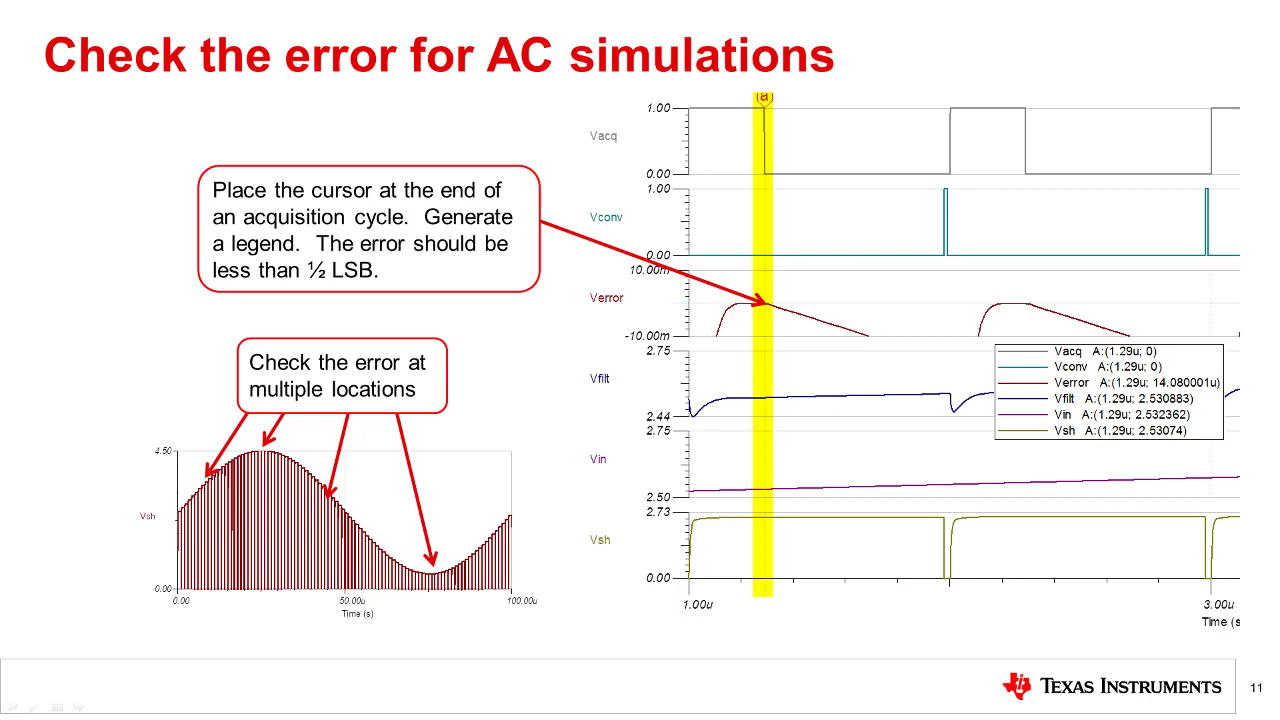 Check the error for AC simulations
Place the cursor at the end of
an acquisition cycle.  Generate
a legend.  The error should be
less than ½ LSB.
Check the error at
multiple locations
4.50
Vsh
0.00
0.00
50.00u
100.00u
Time (s)
a
1.00
Vacq
0.00
1.00
Vconv
0.00
10.00m
Verror
-10.00m
2.75
Vfilt
2.44
2.75
Vin
2.50
2.73
Vsh
0.00
1.00u
3.00u
Time (s
Vacq A:(1.29u; 0)
Vconv A:(1.29u; 0)
Verror A:(1.29u; 14.080001u)
Vfilt A:(1.29u; 2.530883)
Vin A:(1.29u; 2.532362)
Vsh A:(1.29u; 2.53074)
TEXAS INSTRUMENTS
11